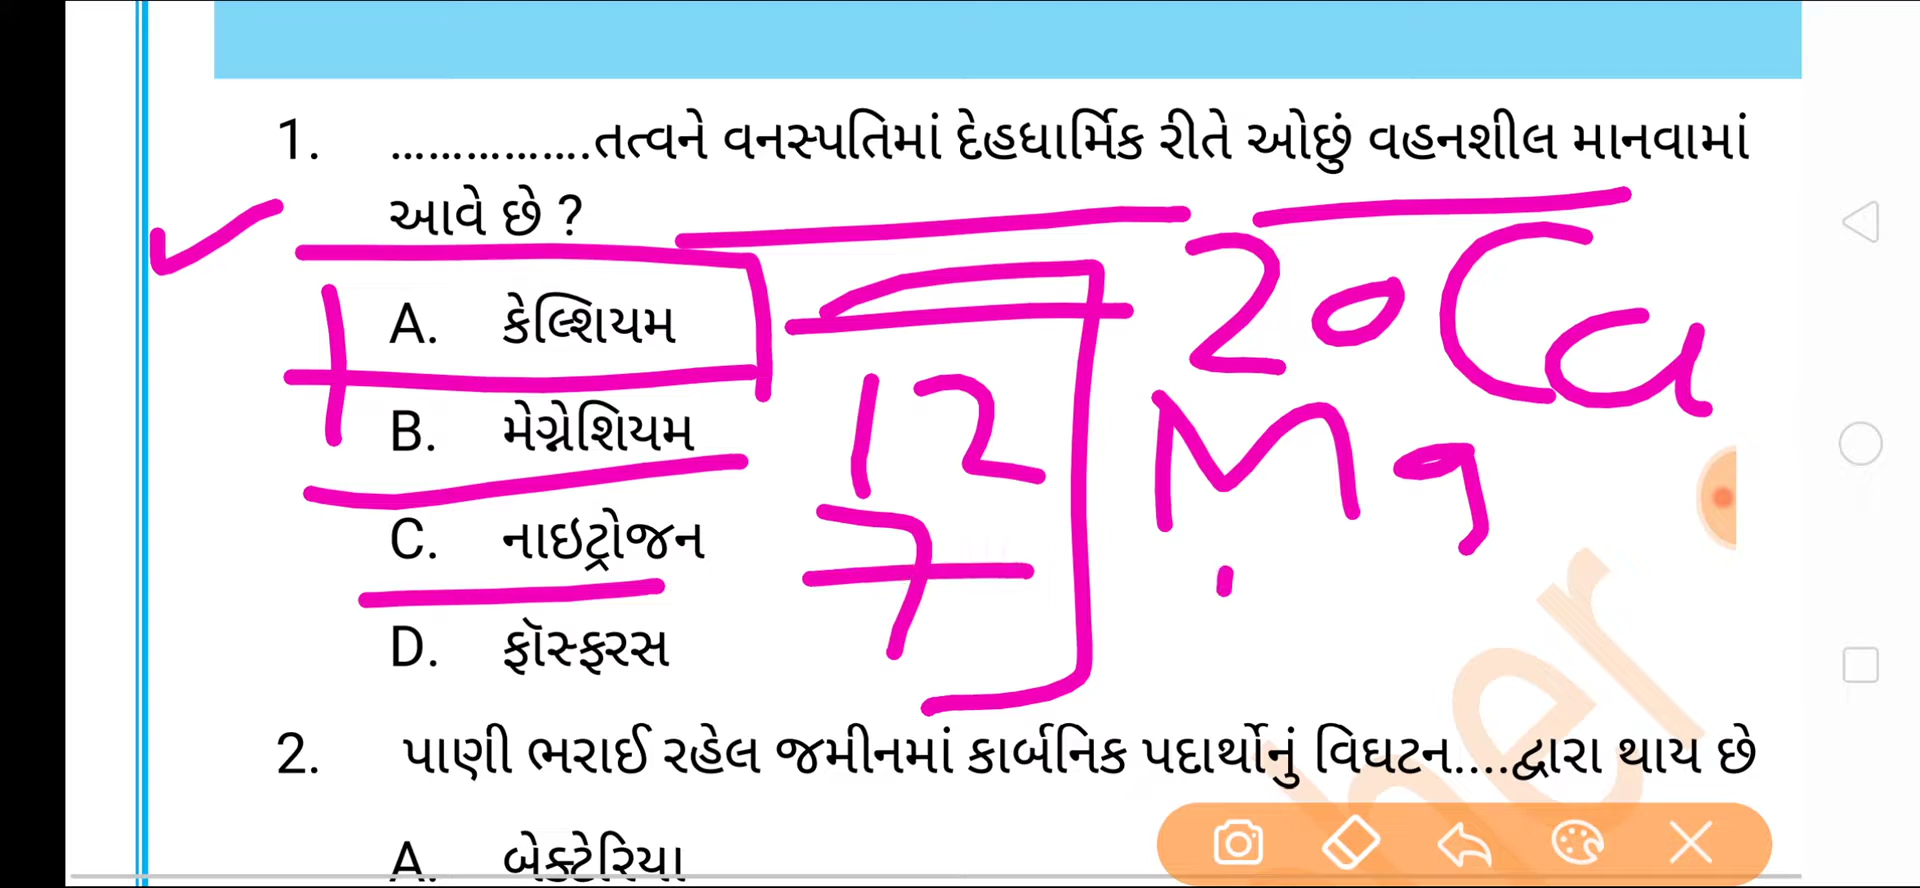 1. ................તત્વને વનસ્પતિમાં દેહધાર્મિક રીતે ઓછું વહનશીલ માનવામાં
આવે છે ?
A. કેલ્શિયમ
20 Ca
B. મેગ્નેશિયમ
12 Mg
C. નાઇટ્રોજન
7
D. ફૉસ્ફરસ
2. પાણી ભરાઈ રહેલ જમીનમાં કાર્બનિક પદાર્થોનું વિઘટન....દ્વારા થાય છે
A. બેક્ટેરિયા
her